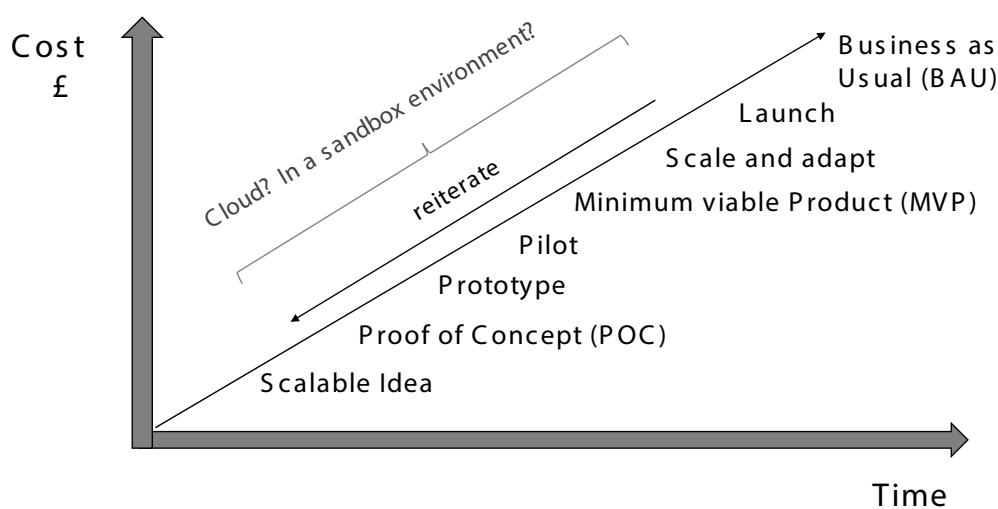 Cost
£
Cloud? In a sandbox environment?
reiterate
Business as
Usual (BAU)
Launch
Scale and adapt
Minimum viable Product (MVP)
Pilot
Prototype
Proof of Concept (POC)
Scalable Idea
Time